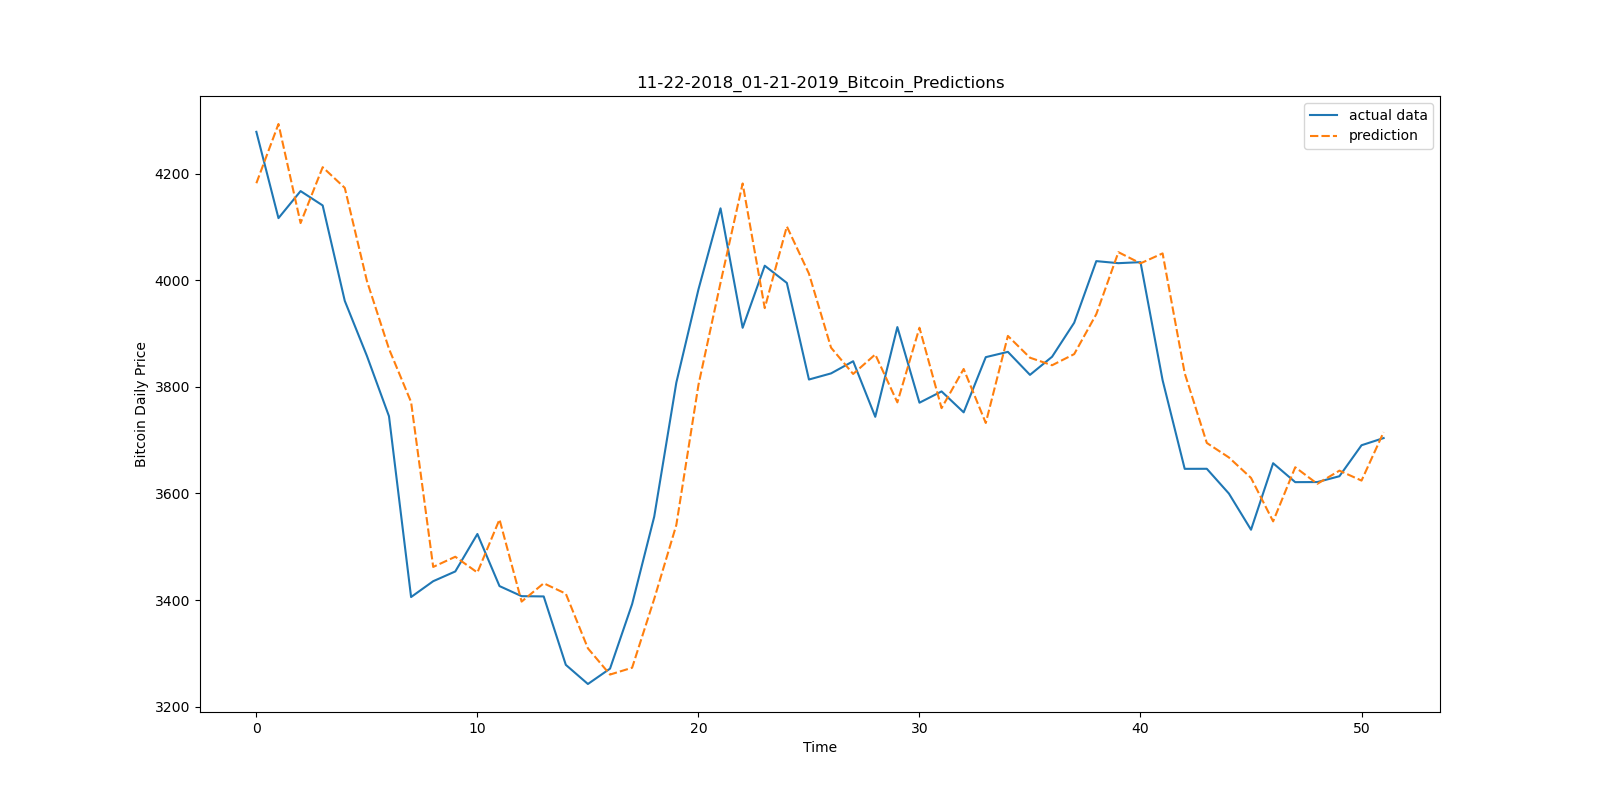 11-22-2018_01-21-2019_Bitcoin_Predictions
actual data
prediction
4200
4000
3800
3600
3400
3200
Bitcoin Daily Price
0 10 20 30 40 50
Time